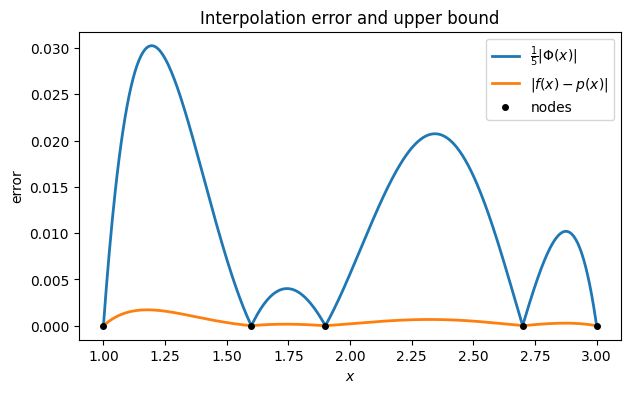 Interpolation error and upper bound
0.030
0.025
0.020
0.015
0.010
0.005
0.000
error
1/5|Φ(x)|
|f(x) − p(x)|
nodes
1.00 1.25 1.50 1.75 2.00 2.25 2.50 2.75 3.00
x